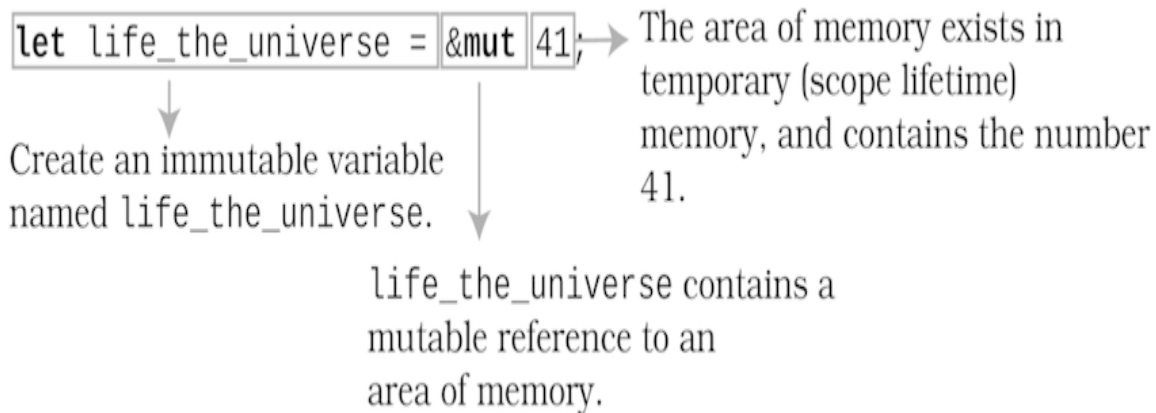 let life_the_universe = &mut 41;
The area of memory exists in
temporary (scope lifetime)
memory, and contains the number
41.
Create an immutable variable
named life_the_universe.
life_the_universe contains a
mutable reference to an
area of memory.